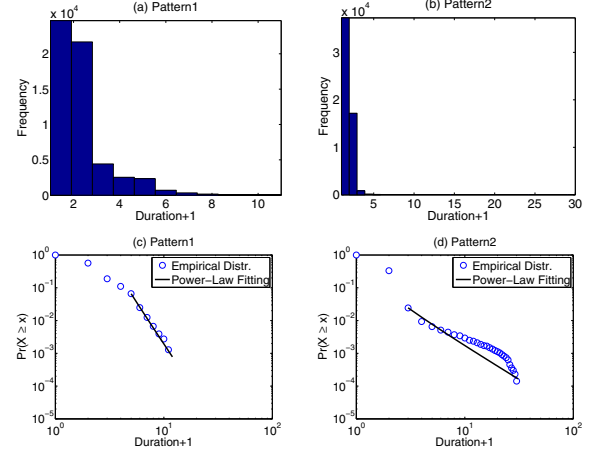 (a) Pattern1
x 10^4
2
1.5
1
0.5
0
2 4 6 8 10
Frequency
Duration+1
(b) Pattern2
x 10^4
3
2
1
0
5 10 15 20 25 30
Frequency
Duration+1
(c) Pattern1
10^0
10^-1
10^-2
10^-3
10^-4
10^-5
10^0 10^1 10^2
Pr(X ≥ x)
Duration+1
Empirical Distr.
Power-Law Fitting
(d) Pattern2
10^0
10^-1
10^-2
10^-3
10^-4
10^-5
10^0 10^1 10^2
Pr(X ≥ x)
Duration+1
Empirical Distr.
Power-Law Fitting